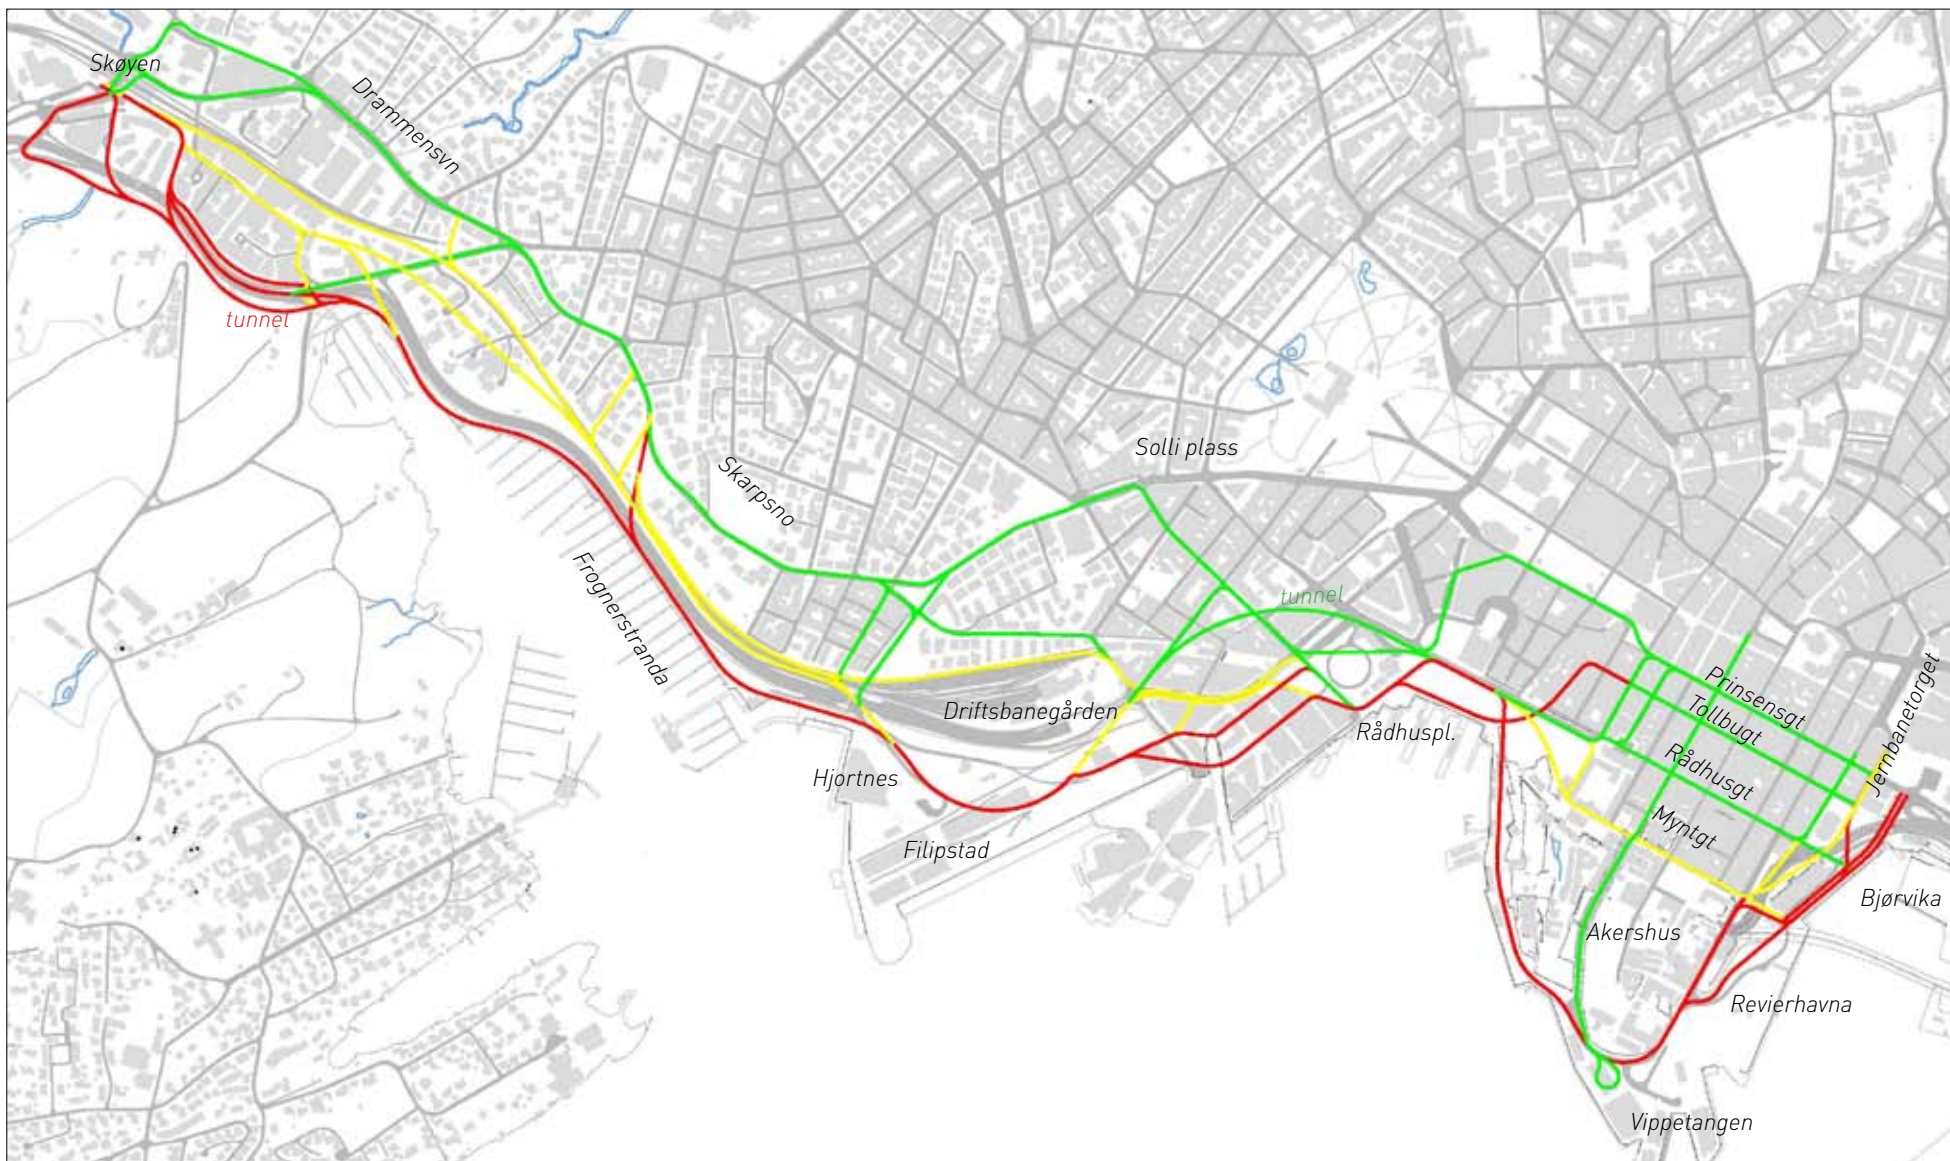 Skøyen
Drammensvn
tunnel
Solli plass
Skarpsno
Frognerstranda
tunnel
Prinsensgt
Jernbanetorget
Tollbugt
Driftsbanegården
Rådhuspl.
Rådhusgt
Hjortnes
Myntgt
Filipstad
Bjørvika
Akershus
Revierhavna
Vippetangen